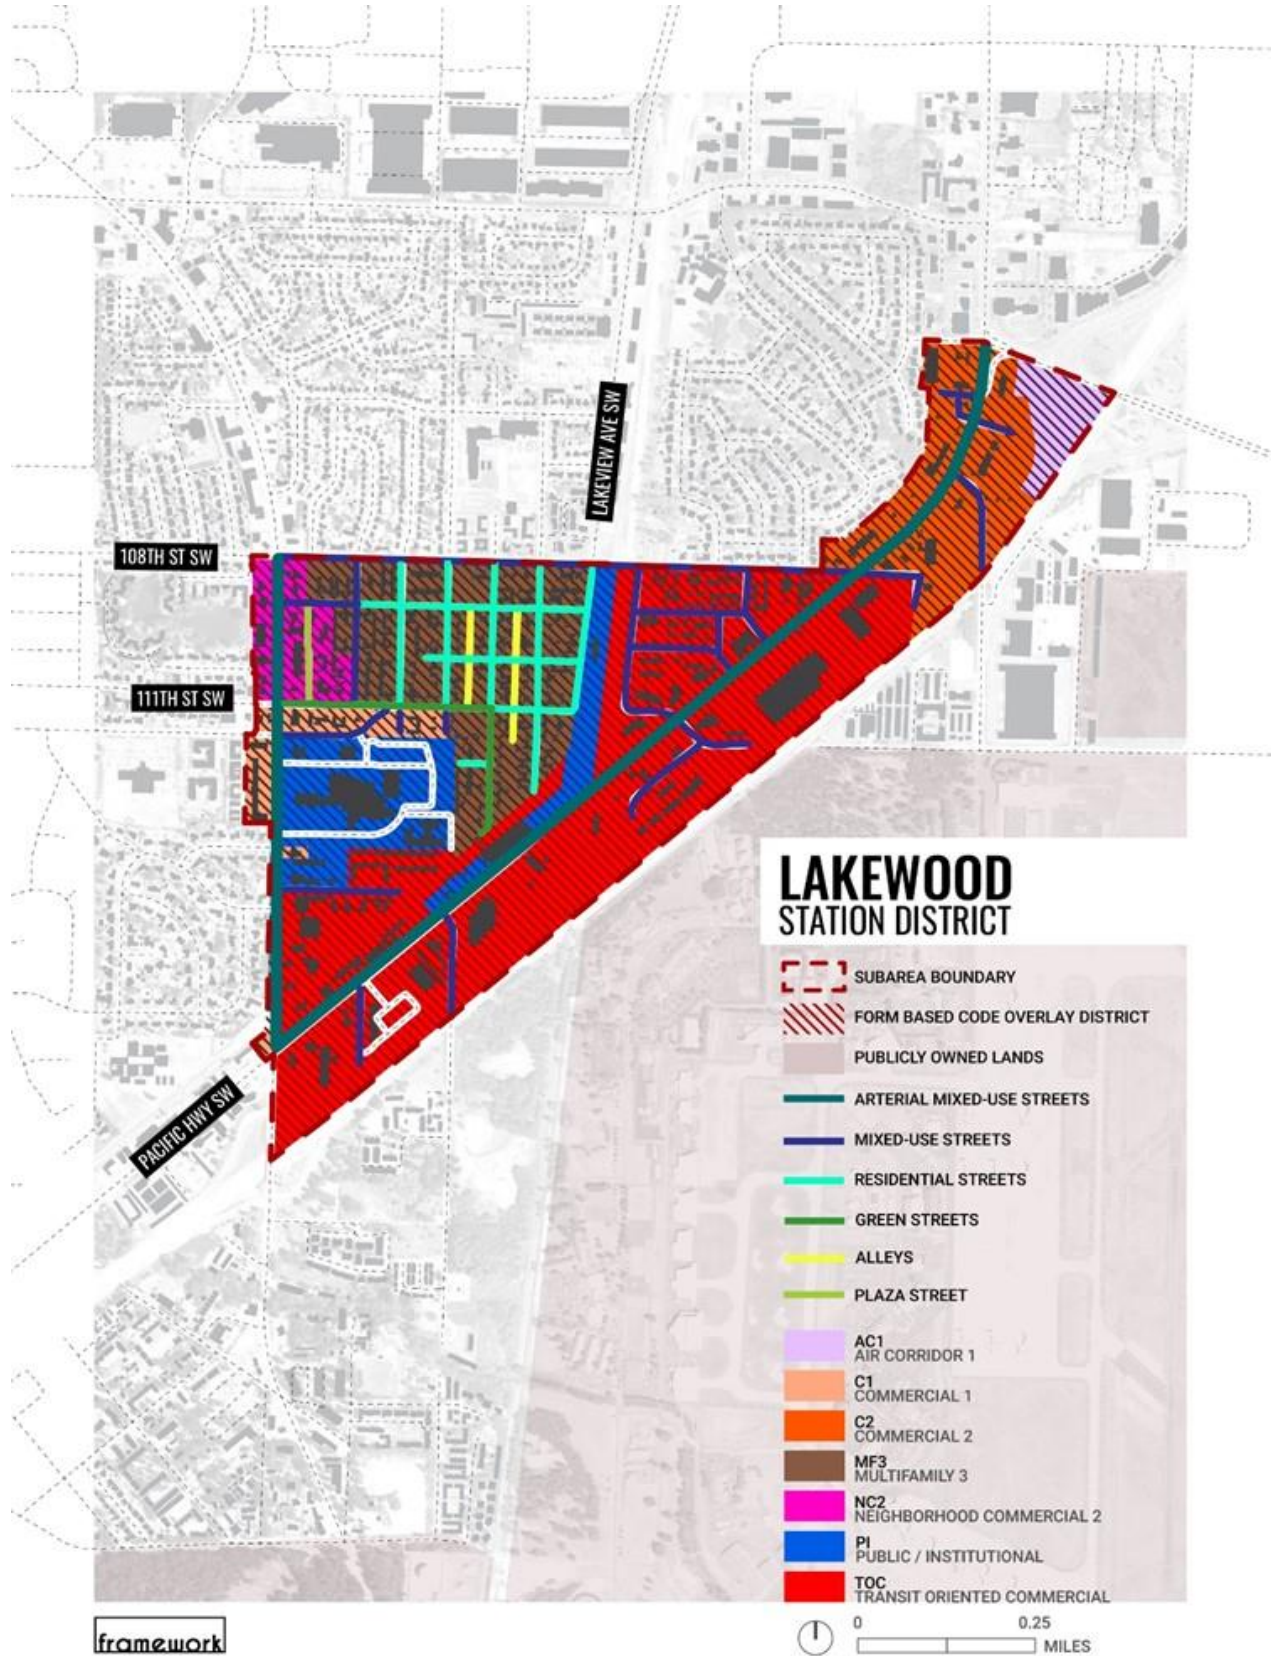 LAKEVIEW AVE SW
108TH ST SW
111TH ST SW
PACIFIC HWY SW
LAKEWOOD
STATION DISTRICT
SUBAREA BOUNDARY
FORM BASED CODE OVERLAY DISTRICT
PUBLICLY OWNED LANDS
ARTERIAL MIXED-USE STREETS
MIXED-USE STREETS
RESIDENTIAL STREETS
GREEN STREETS
ALLEYS
PLAZA STREET
AC1
AIR CORRIDOR 1
C1
COMMERCIAL 1
C2
COMMERCIAL 2
MF3
MULTIFAMILY 3
NC2
NEIGHBORHOOD COMMERCIAL 2
PI
PUBLIC / INSTITUTIONAL
TOC
TRANSIT ORIENTED COMMERCIAL
framework
0 0.25
MILES